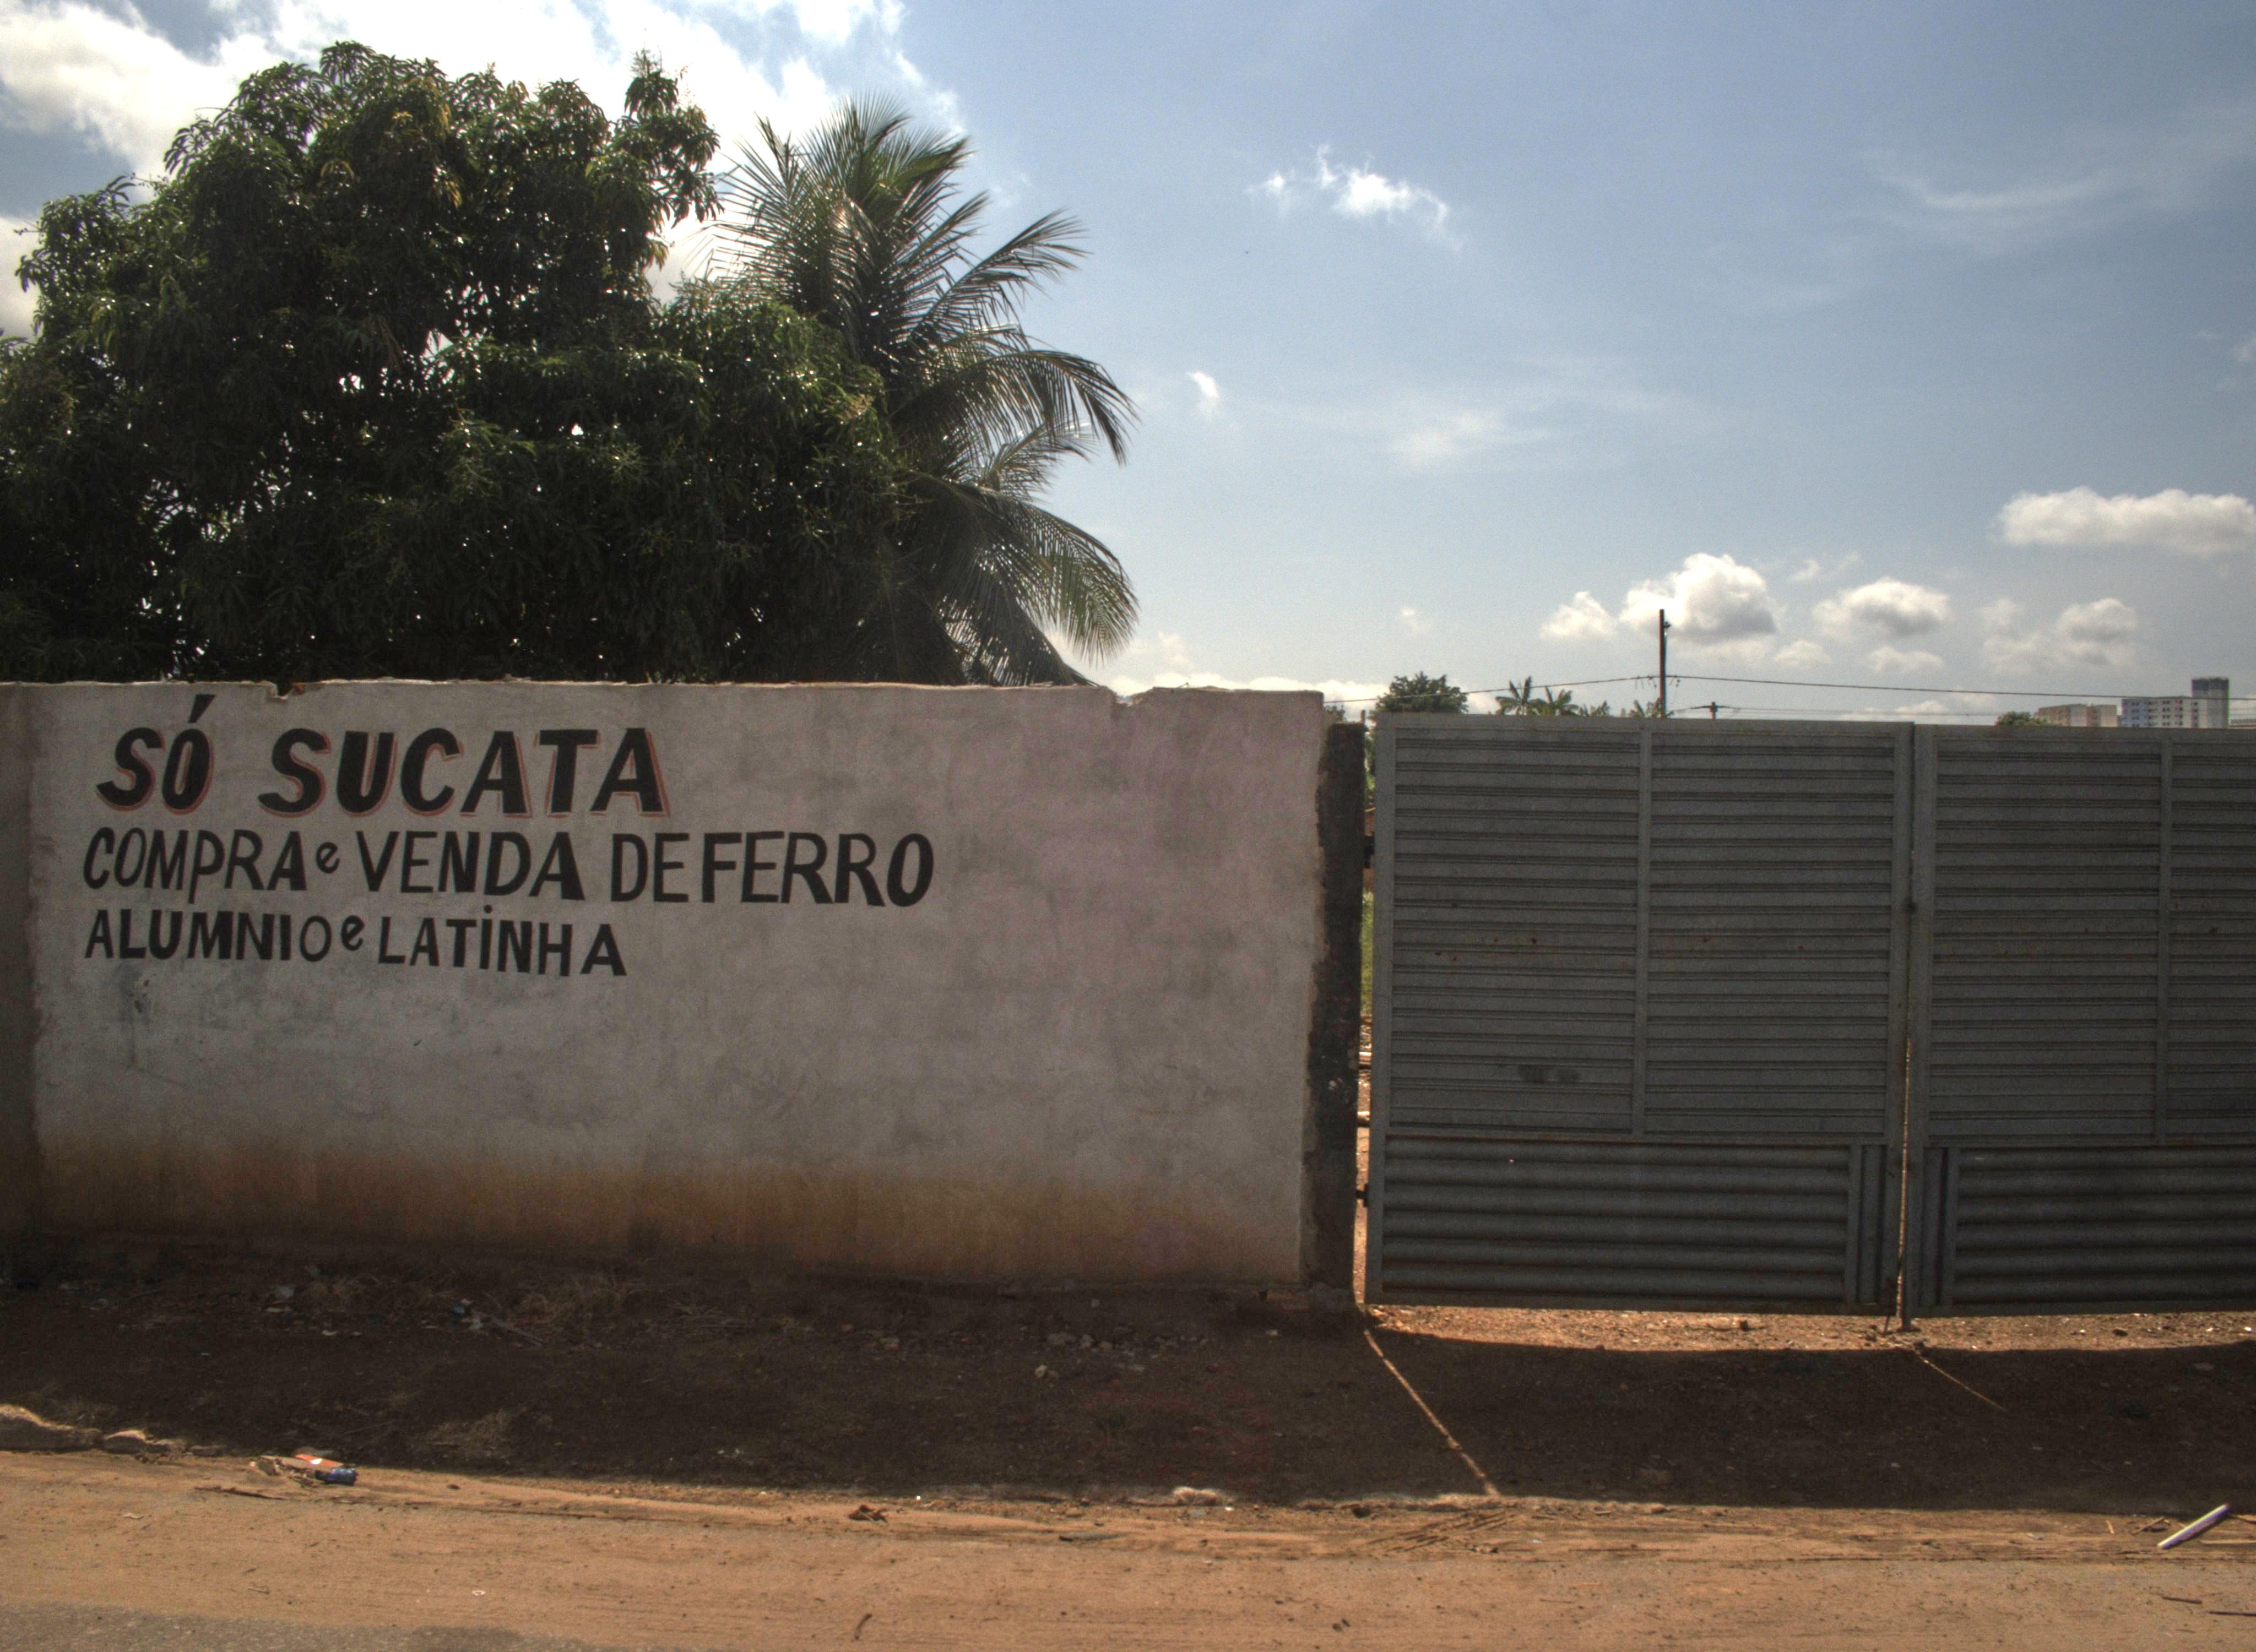 SÓ SUCATA
COMPRA e VENDA DE FERRO
ALUMNIO e LATINHA